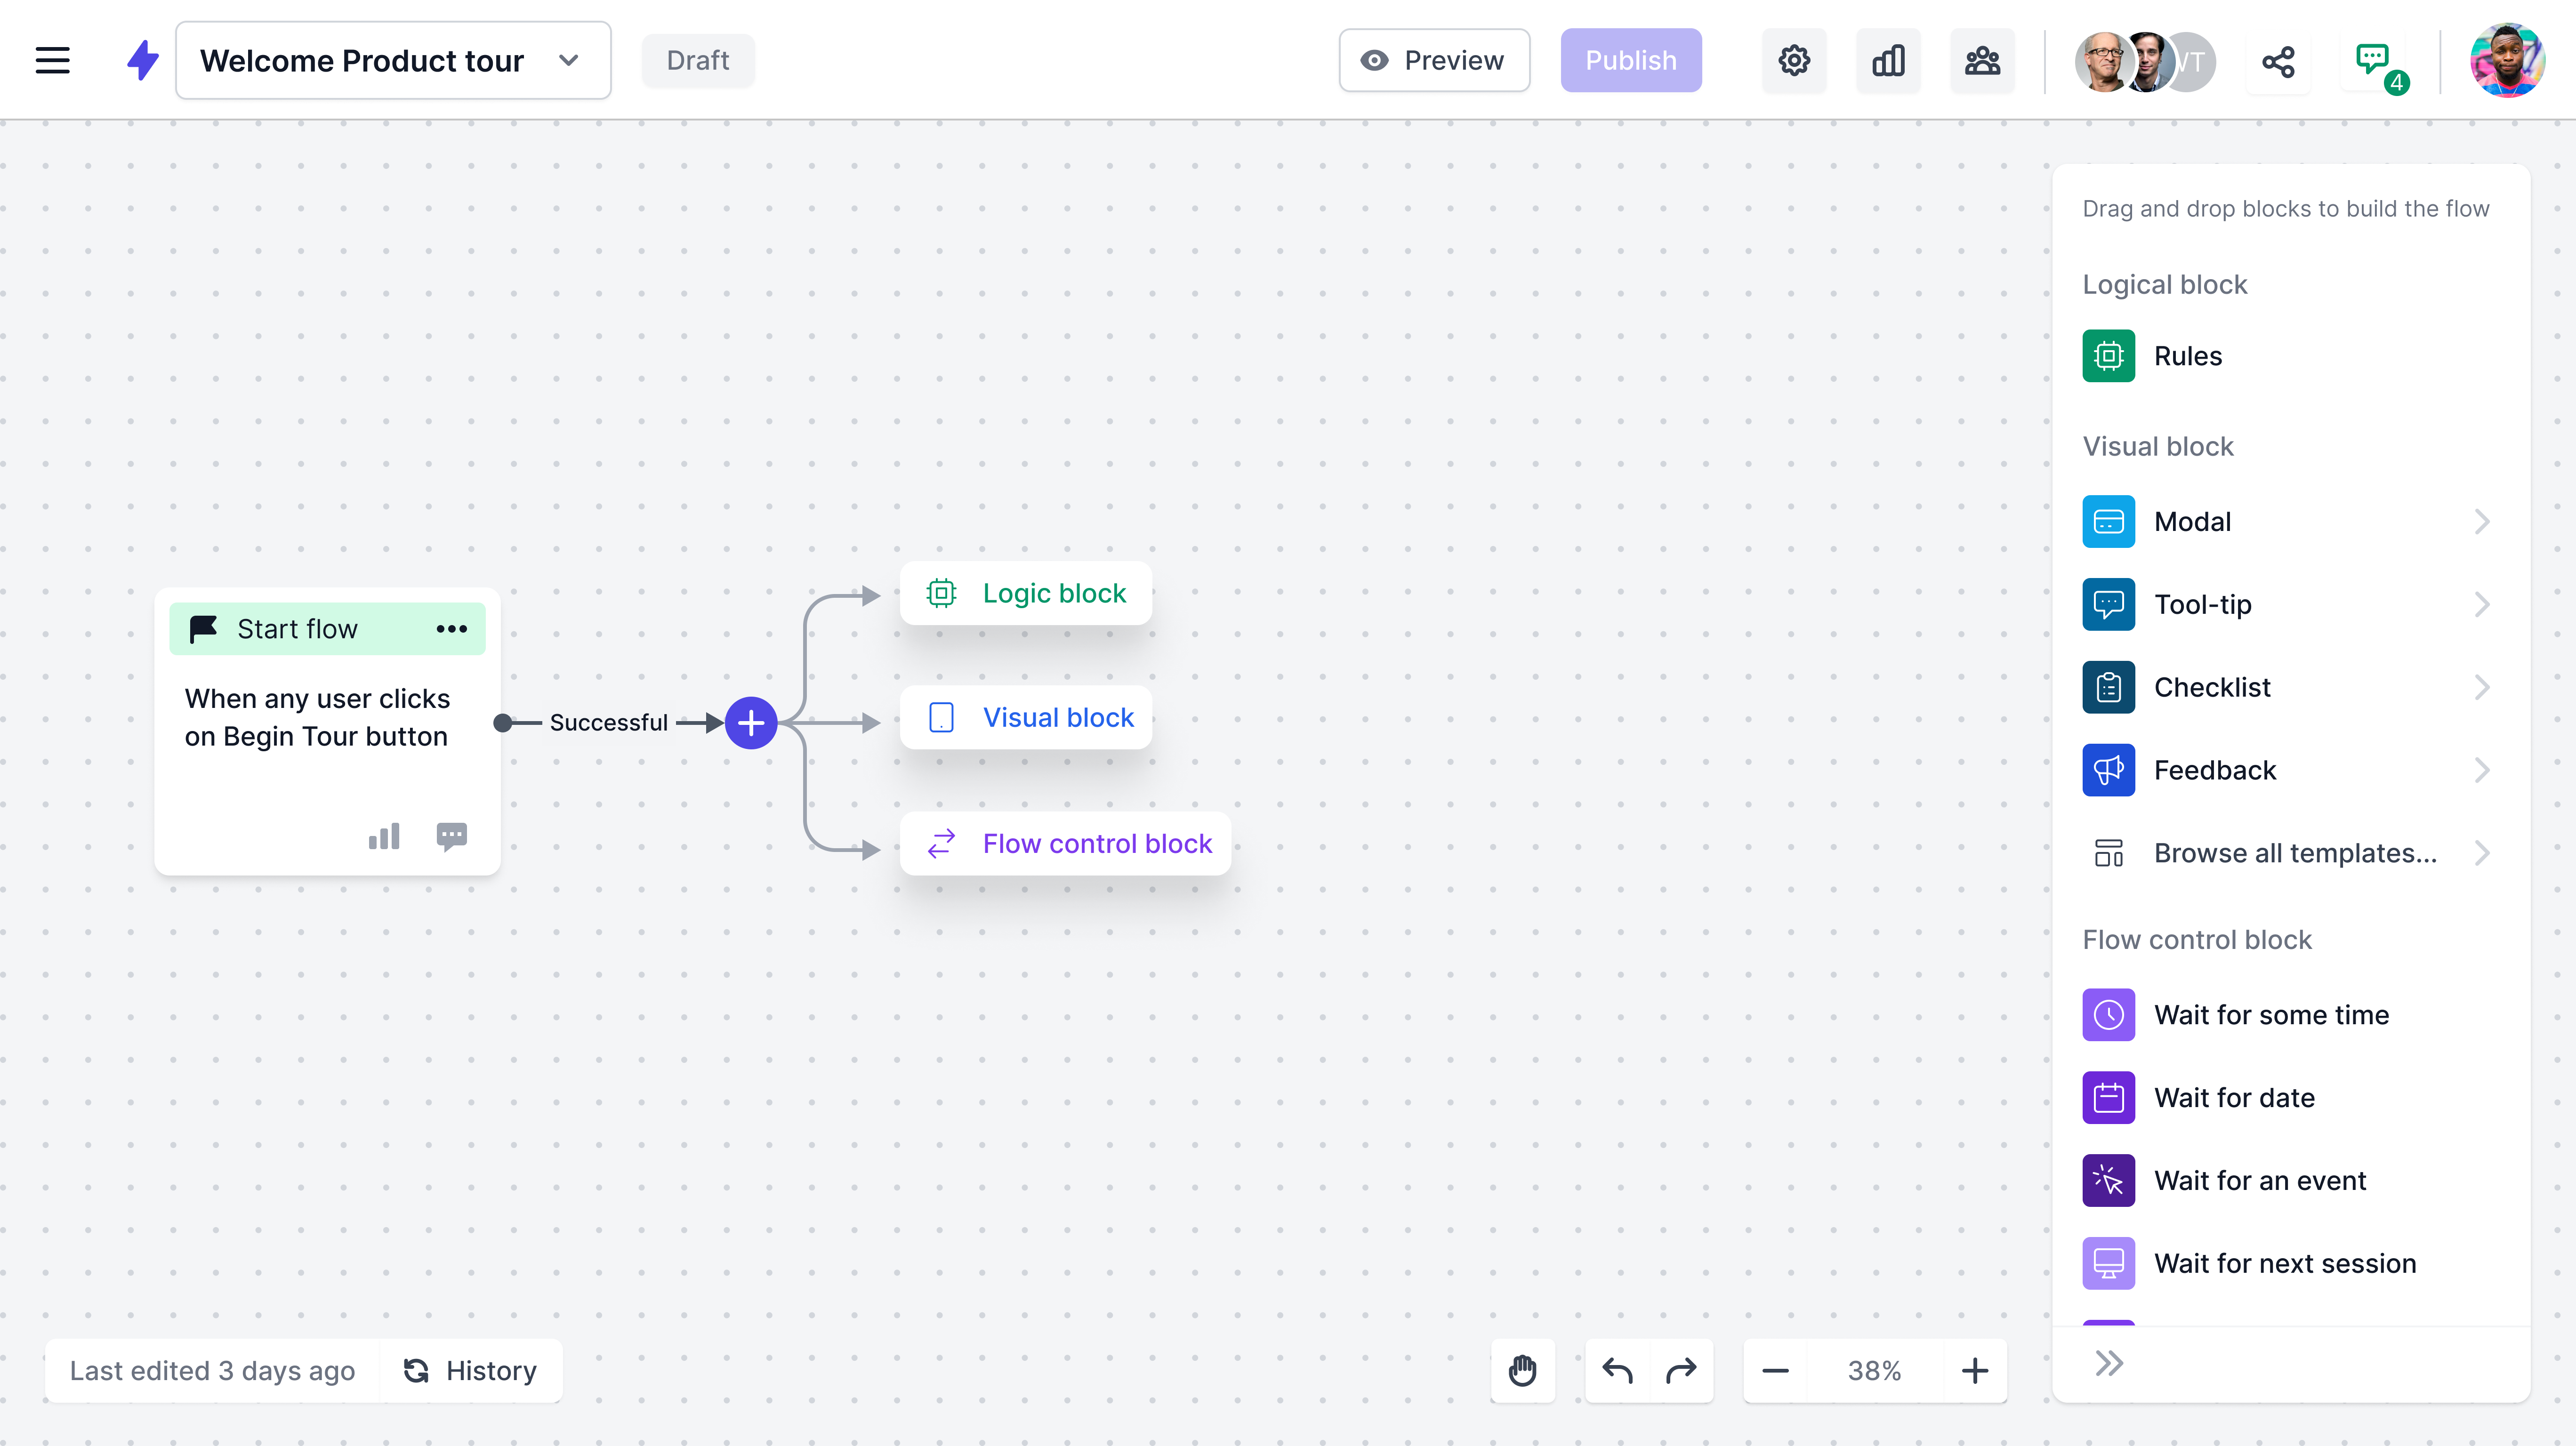 Welcome Product tour
Draft
Preview
Publish
VT
4
Drag and drop blocks to build the flow
Logical block
Rules
Visual block
Modal
Tool-tip
Checklist
Feedback
Browse all templates...
Flow control block
Wait for some time
Wait for date
Wait for an event
Wait for next session
Start flow
When any user clicks
on Begin Tour button
Successful
Logic block
Visual block
Flow control block
Last edited 3 days ago
History
38%